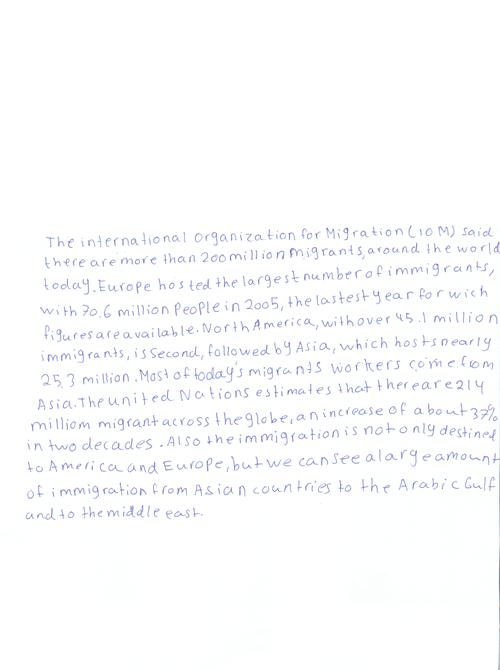 The international Organization for Migration (IOM) said
there are more than 200 million migrants, around the world
today. Europe hosted the largest number of immigrants,
with 70.6 million People in 2005, the lastest year for wich
figures are available. North America, with over 45.1 million
immigrants, is Second, followed by Asia, which hosts nearly
25.3 million. Most of today's migrants workers come from
Asia. The united Nations estimates that there are 214
milliom migrant across the globe, an increase of about 37%
in two decades. Also the immigration is not only destined
to America and Europe, but we can see a large amount
of immigration from Asian countries to the Arabic Gulf
and to the middle east.